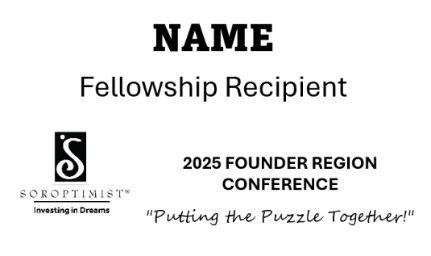 NAME
Fellowship Recipient
SOROPTIMIST®
Investing in Dreams
2025 FOUNDER REGION
CONFERENCE
"Putting the Puzzle Together!"